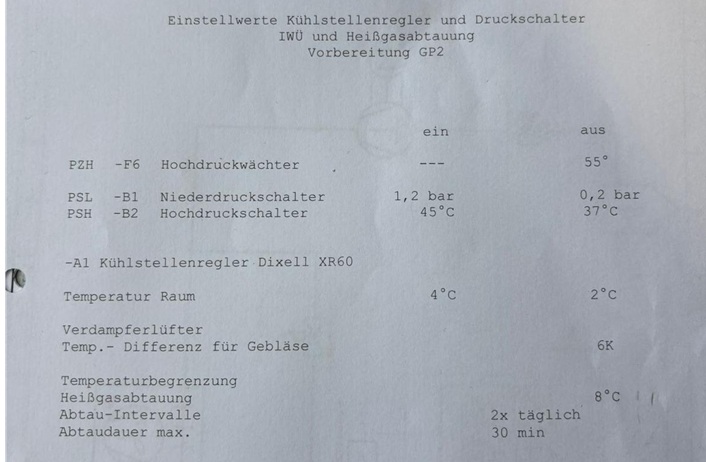 Einstellwerte Kühlstellenregler und Druckschalter
IWÜ und Heißgasabtauung
Vorbereitung GP2
ein aus
PZH -F6 Hochdruckwächter --- 55°
PSL -B1 Niederdruckschalter 1,2 bar 0,2 bar
PSH -B2 Hochdruckschalter 45°C 37°C
-A1 Kühlstellenregler Dixell XR60
Temperatur Raum 4°C 2°C
Verdampferlüfter
Temp.- Differenz für Gebläse 6K
Temperaturbegrenzung
Heißgasabtauung 8°C
Abtau-Intervalle 2x täglich
Abtaudauer max. 30 min